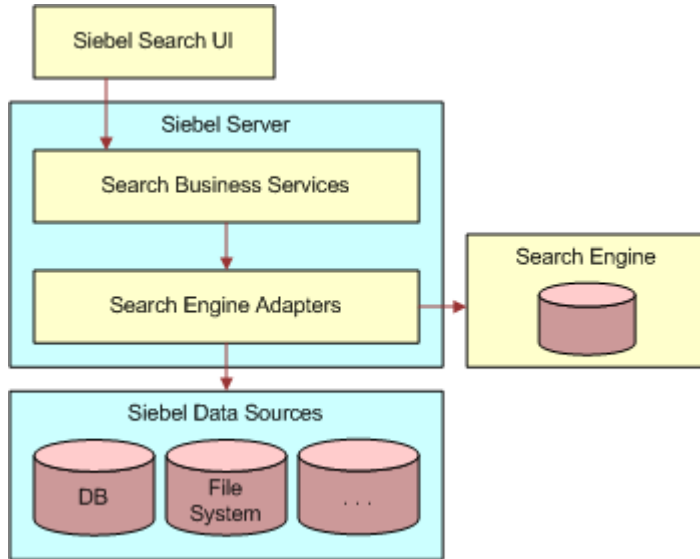 Siebel Search UI
Siebel Server
Search Business Services
Search Engine Adapters
Search Engine
Siebel Data Sources
DB
File
System
. . .